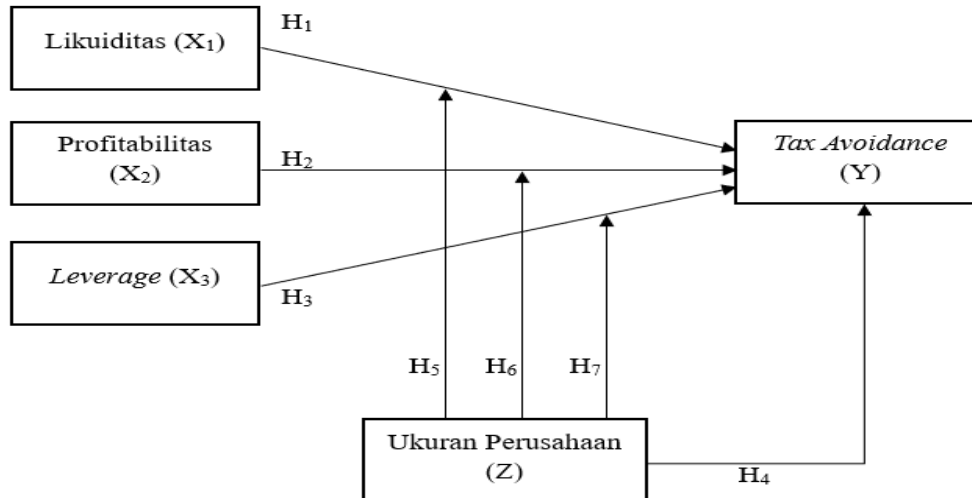 Likuiditas (X₁)
H₁
Profitabilitas
(X₂)
H₂
Leverage (X₃)
H₃
Tax Avoidance
(Y)
H₅
H₆
H₇
Ukuran Perusahaan
(Z)
H₄